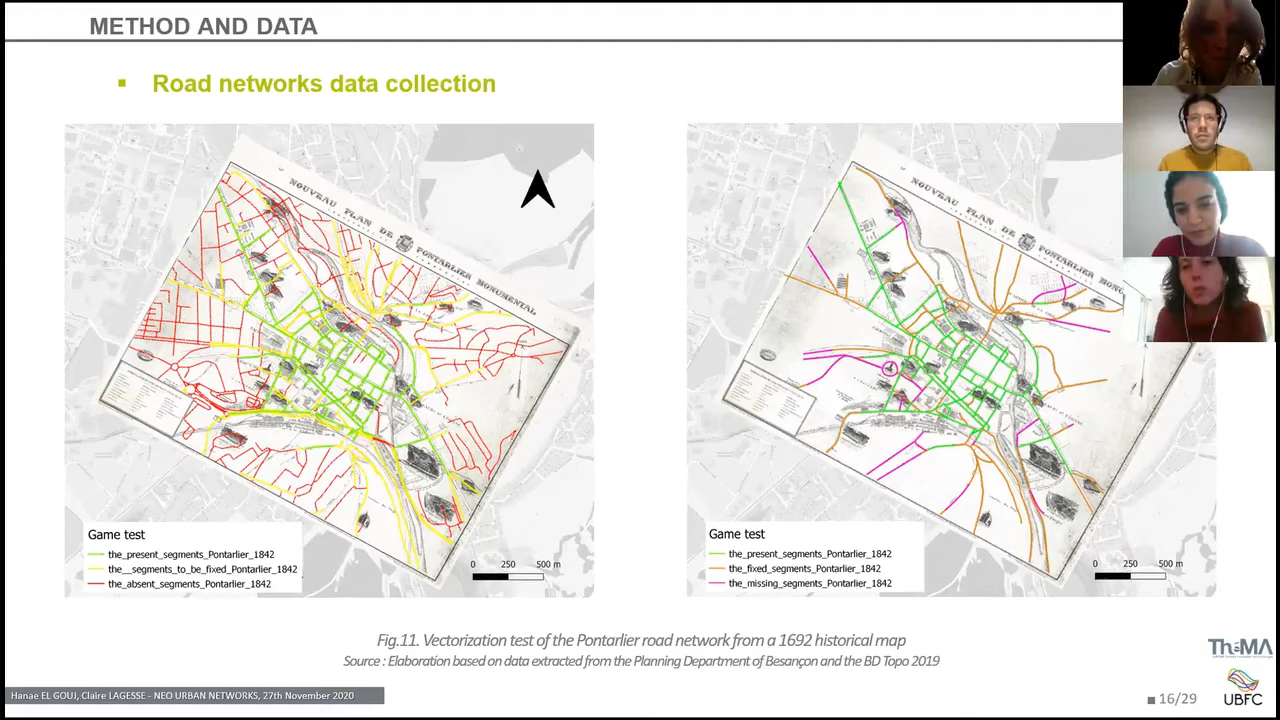 METHOD AND DATA
Road networks data collection
NOUVEAU PLAN DE PONTARLIER MONUMENTAL
NOUVEAU PLAN DE PONTARLIER MONU
Game test
the_present_segments_Pontarlier_1842
the__segments_to_be_fixed_Pontarlier_1842
the_absent_segments_Pontarlier_1842
0 250 500 m
Game test
the_present_segments_Pontarlier_1842
the_fixed_segments_Pontarlier_1842
the_missing_segments_Pontarlier_1842
0 250 500 m
Fig.11. Vectorization test of the Pontarlier road network from a 1692 historical map
Source : Elaboration based on data extracted from the Planning Department of Besançon and the BD Topo 2019
Hanae EL GOUJ, Claire LAGESSE - NEO URBAN NETWORKS, 27th November 2020
16/29
ThéMA
UBFC